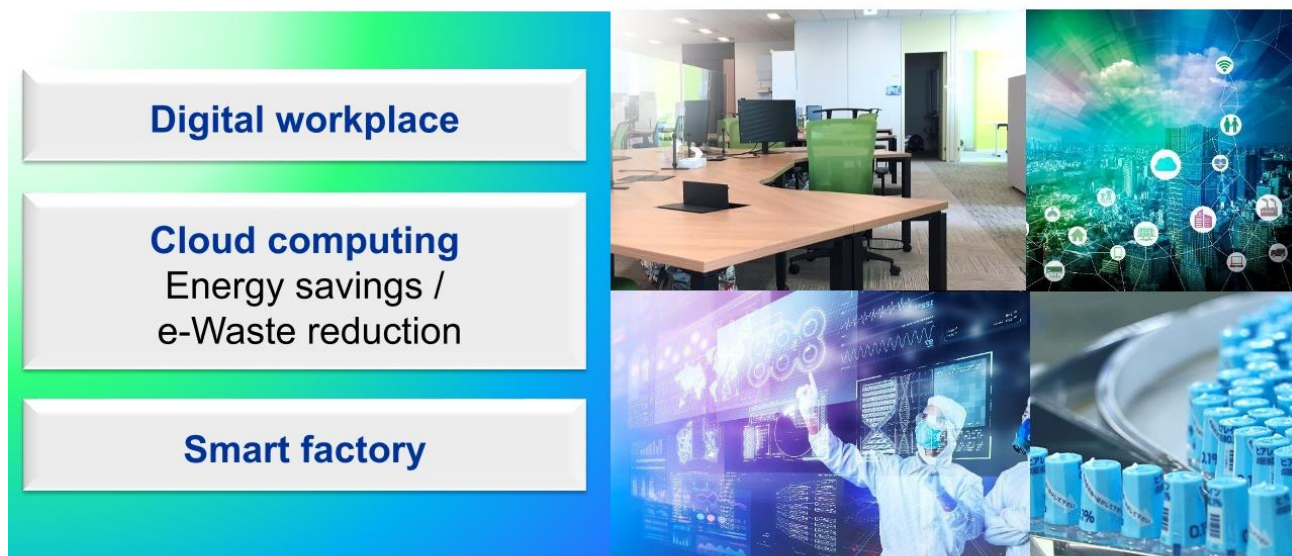 Digital workplace
Cloud computing
Energy savings /
e-Waste reduction
Smart factory